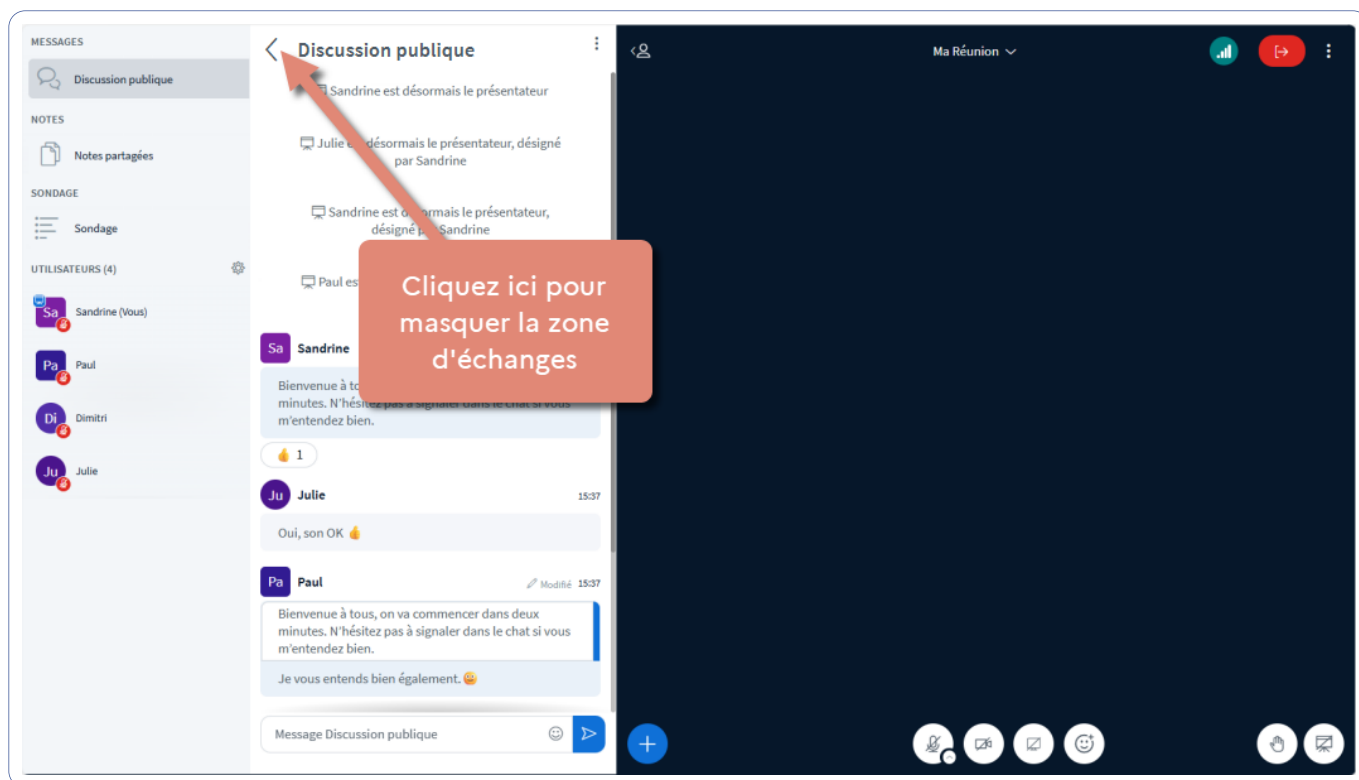 MESSAGES
Discussion publique
NOTES
Notes partagées
SONDAGE
Sondage
UTILISATEURS (4)
Sa
Sandrine (Vous)
Pa
Paul
Di
Dimitri
Ju
Julie
Discussion publique
Sandrine est désormais le présentateur
Julie désormais le présentateur, désigné
par Sandrine
Sandrine est le présentateur,
désigné Sandrine
Paul
Cliquez ici pour
masquer la zone
d'échanges
Sa Sandrine
Bienvenue à
minutes. N'hésitez pas à signaler dans le chat si vous
m'entendez bien.
1
Ju Julie 15:37
Oui, son OK 👍
Pa Paul Modifié 15:37
Bienvenue à tous, on va commencer dans deux
minutes. N'hésitez pas à signaler dans le chat si vous
m'entendez bien.
Je vous entends bien également.😀
Message Discussion publique
Ma Réunion